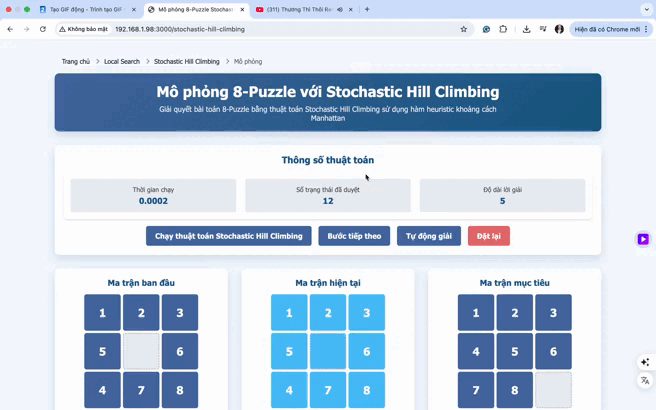 Tạo GIF động - Trình tạo GIF
Mô phỏng 8-Puzzle Stochas
(311) Thương Thì Thôi Re
Không bảo mật
192.168.1.98:3000/stochastic-hill-climbing
Hiện đã có Chrome mới
Trang chủ > Local Search > Stochastic Hill Climbing > Mô phỏng
Mô phỏng 8-Puzzle với Stochastic Hill Climbing
Giải quyết bài toán 8-Puzzle bằng thuật toán Stochastic Hill Climbing sử dụng hàm heuristic khoảng cách
Manhattan
Thông số thuật toán
Thời gian chạy
0.0002
Số trạng thái đã duyệt
12
Độ dài lời giải
5
Chạy thuật toán Stochastic Hill Climbing
Bước tiếp theo
Tự động giải
Đặt lại
Ma trận ban đầu
1 2 3
5 6
4 7 8
Ma trận hiện tại
1 2 3
5 6
4 7 8
Ma trận mục tiêu
1 2 3
4 5 6
7 8